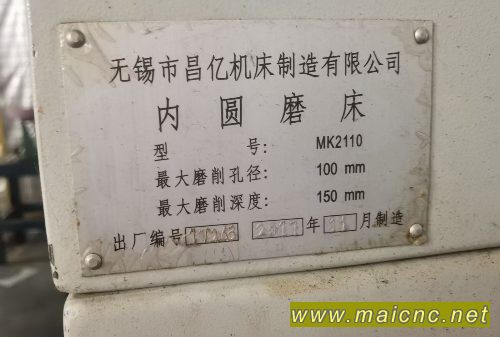 无锡市昌亿机床制造有限公司
内圆磨床
型号: MK2110
最大磨削孔径: 100 mm
最大磨削深度: 150 mm
出厂编号 年 月制造
www.maicnc.net